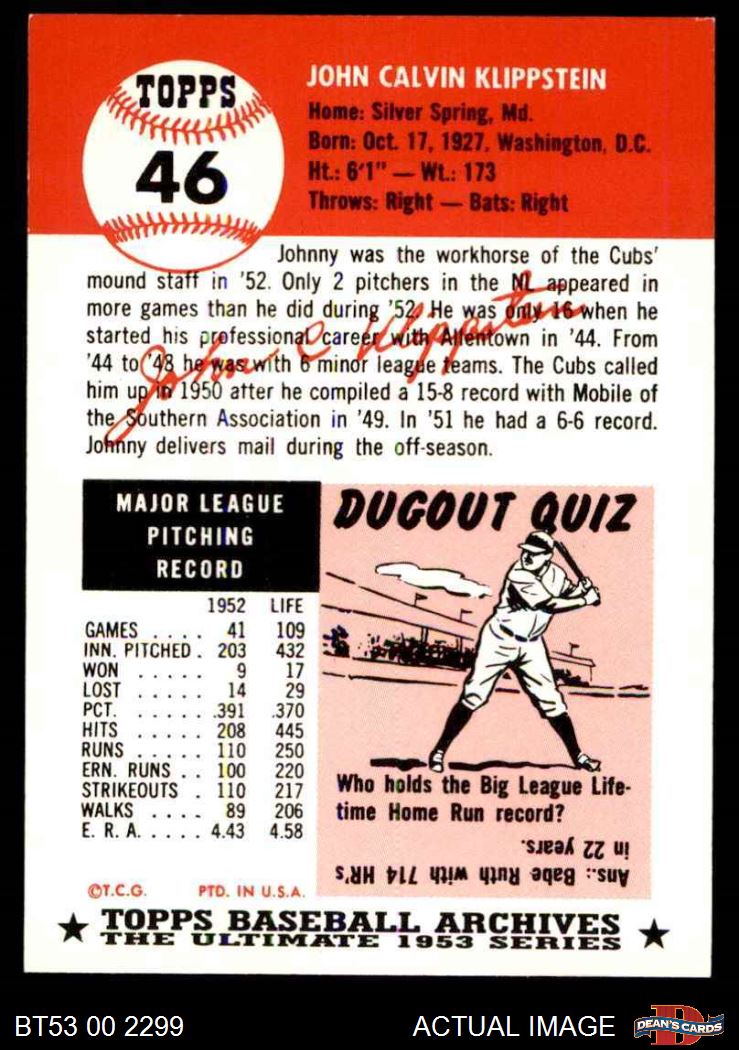 TOPPS
46
JOHN CALVIN KLIPPSTEIN
Home: Silver Spring, Md.
Born: Oct. 17, 1927, Washington, D.C.
Ht.: 6'1" — Wt.: 173
Throws: Right — Bats: Right
Johnny was the workhorse of the Cubs'
mound staff in '52. Only 2 pitchers in the NL appeared in
more games than he did during '52. He was only 16 when he
started his professional career with Allentown in '44. From
'44 to '48 he was with 6 minor league teams. The Cubs called
him up in 1950 after he compiled a 15-8 record with Mobile of
the Southern Association in '49. In '51 he had a 6-6 record.
Johnny delivers mail during the off-season.
John C Klippstein
MAJOR LEAGUE
PITCHING
RECORD
1952 LIFE
GAMES .... 41 109
INN. PITCHED . 203 432
WON ..... 9 17
LOST ..... 14 29
PCT. ..... .391 .370
HITS ..... 208 445
RUNS ..... 110 250
ERN. RUNS .. 100 220
STRIKEOUTS . 110 217
WALKS .... 89 206
E. R. A. ..... 4.43 4.58
DUGOUT QUIZ
Who holds the Big League Life-
time Home Run record?
Ans.: Babe Ruth with 714 HR's
in 22 years.
©T.C.G. PTD. IN U.S.A.
TOPPS BASEBALL ARCHIVES
THE ULTIMATE 1953 SERIES
BT53 00 2299
ACTUAL IMAGE
D
DEAN'S CARDS